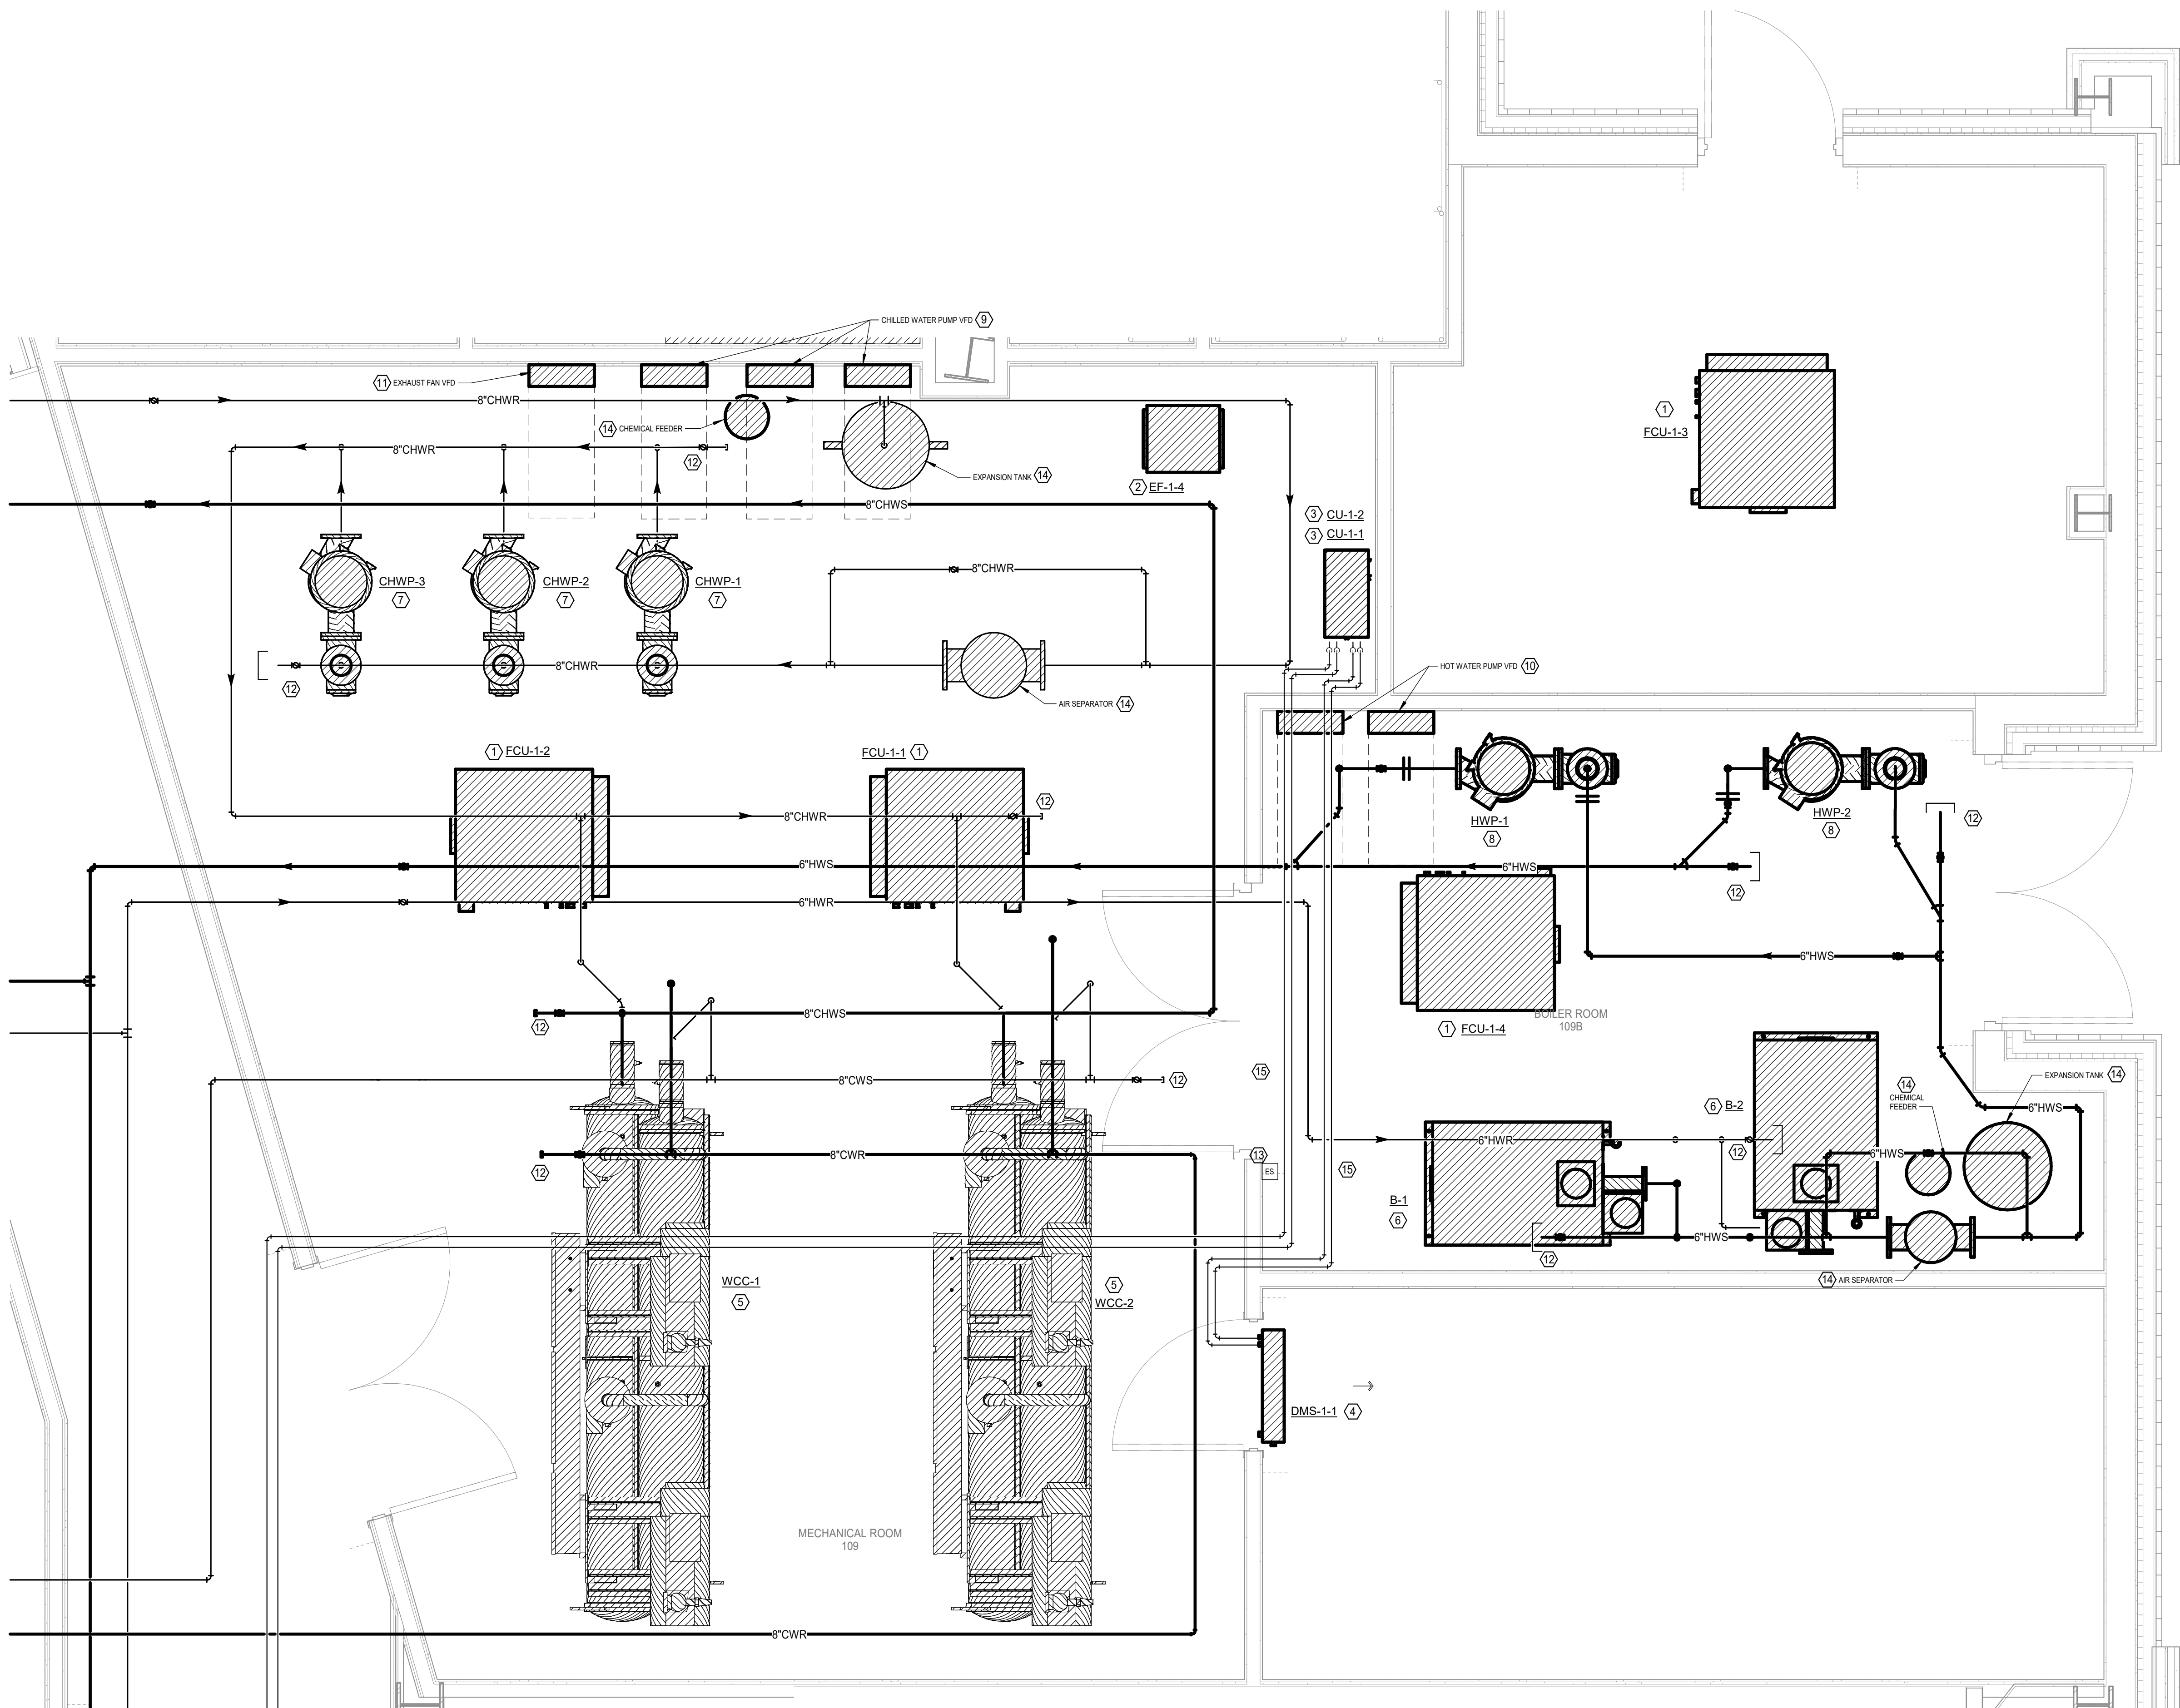 CHILLED WATER PUMP VFD 9
11 EXHAUST FAN VFD
8"CHWR
14 CHEMICAL FEEDER
1
FCU-1-3
8"CHWR
12
EXPANSION TANK 14
2 EF-1-4
8"CHWS
3 CU-1-2
3 CU-1-1
CHWP-3
7
CHWP-2
7
CHWP-1
7
8"CHWR
8"CHWR
12
AIR SEPARATOR 14
HOT WATER PUMP VFD 10
1 FCU-1-2
FCU-1-1 1
12
8"CHWR
HWP-1
8
HWP-2
8
12
6"HWS
6"HWS
12
6"HWR
6"HWS
8"CHWS
12
1 FCU-1-4
BOILER ROOM
109B
8"CWS
12
15
14
CHEMICAL
FEEDER
EXPANSION TANK 14
6 B-2
6"HWS
6"HWR
12
6"HWS
8"CWR
12
13
ES
15
B-1
6
6"HWS
12
14 AIR SEPARATOR
WCC-1
5
5
WCC-2
DMS-1-1 4
MECHANICAL ROOM
109
8"CWR